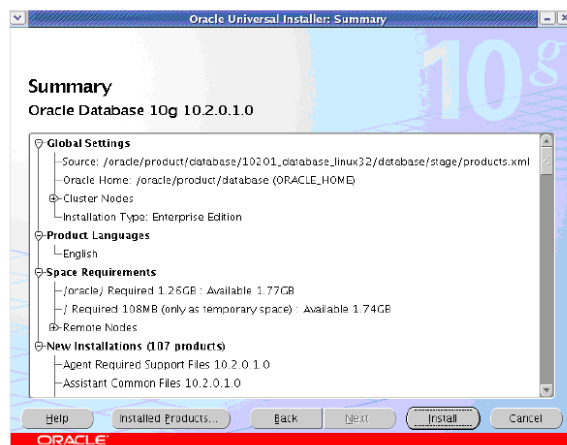 Oracle Universal Installer: Summary
10g
Summary
Oracle Database 10g 10.2.0.1.0
Global Settings
Source: /oracle/product/database/10201_database_linux32/database/stage/products.xml
Oracle Home: /oracle/product/database (ORACLE_HOME)
Cluster Nodes
Installation Type: Enterprise Edition
Product Languages
English
Space Requirements
/oracle/ Required 1.26GB : Available 1.77GB
/ Required 108MB (only as temporary space) : Available 1.74GB
Remote Nodes
New Installations (107 products)
Agent Required Support Files 10.2.0.1.0
Assistant Common Files 10.2.0.1.0
Help Installed Products... Back Next Install Cancel
ORACLE